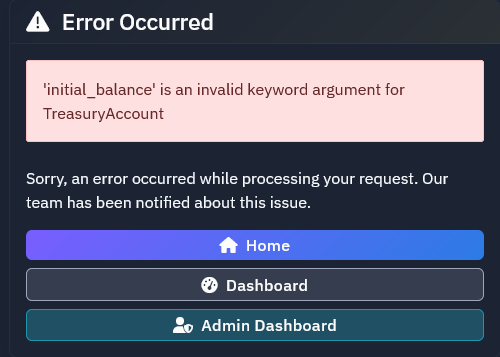 Error Occurred
'initial_balance' is an invalid keyword argument for
TreasuryAccount
Sorry, an error occurred while processing your request. Our
team has been notified about this issue.
Home
Dashboard
Admin Dashboard